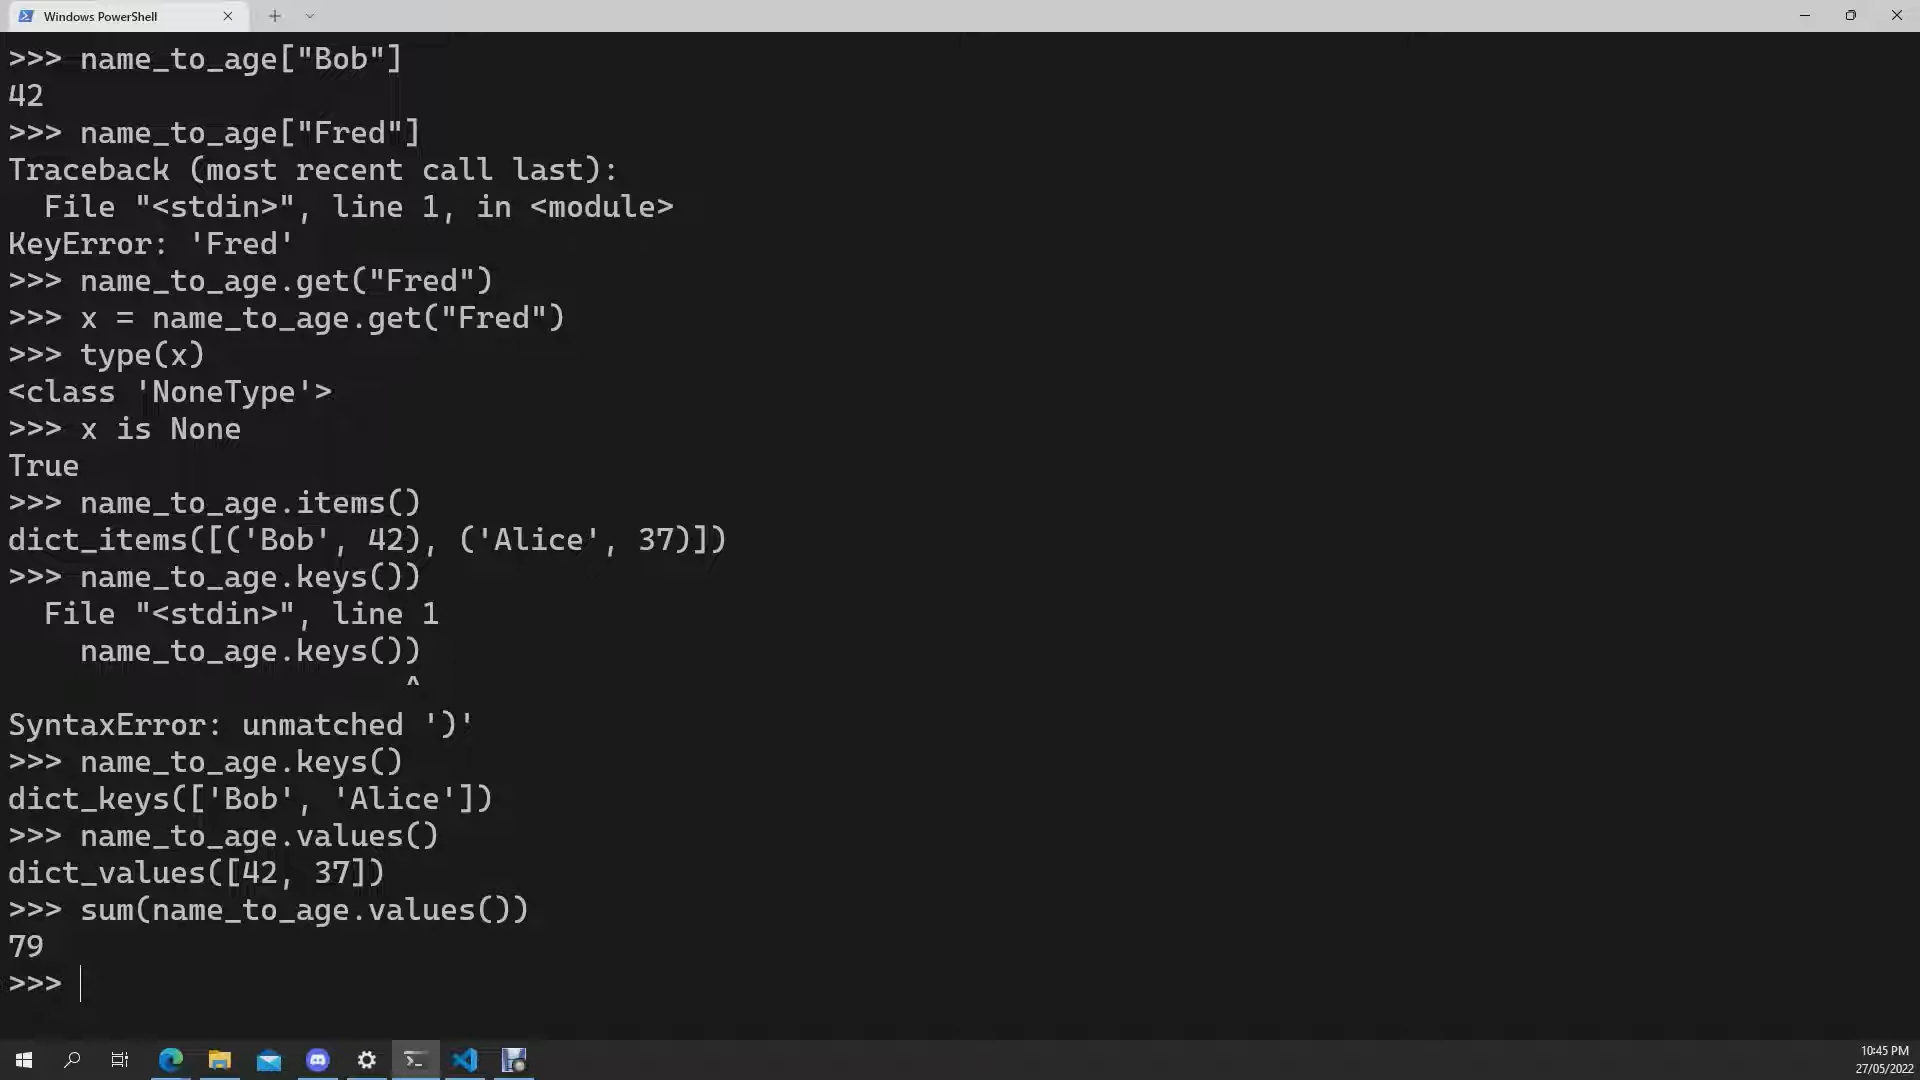 Windows PowerShell
>>> name_to_age["Bob"]
42
>>> name_to_age["Fred"]
Traceback (most recent call last):
  File "<stdin>", line 1, in <module>
KeyError: 'Fred'
>>> name_to_age.get("Fred")
>>> x = name_to_age.get("Fred")
>>> type(x)
<class 'NoneType'>
>>> x is None
True
>>> name_to_age.items()
dict_items([('Bob', 42), ('Alice', 37)])
>>> name_to_age.keys())
  File "<stdin>", line 1
    name_to_age.keys())
                      ^
SyntaxError: unmatched ')'
>>> name_to_age.keys()
dict_keys(['Bob', 'Alice'])
>>> name_to_age.values()
dict_values([42, 37])
>>> sum(name_to_age.values())
79
>>>
10:45 PM
27/05/2022